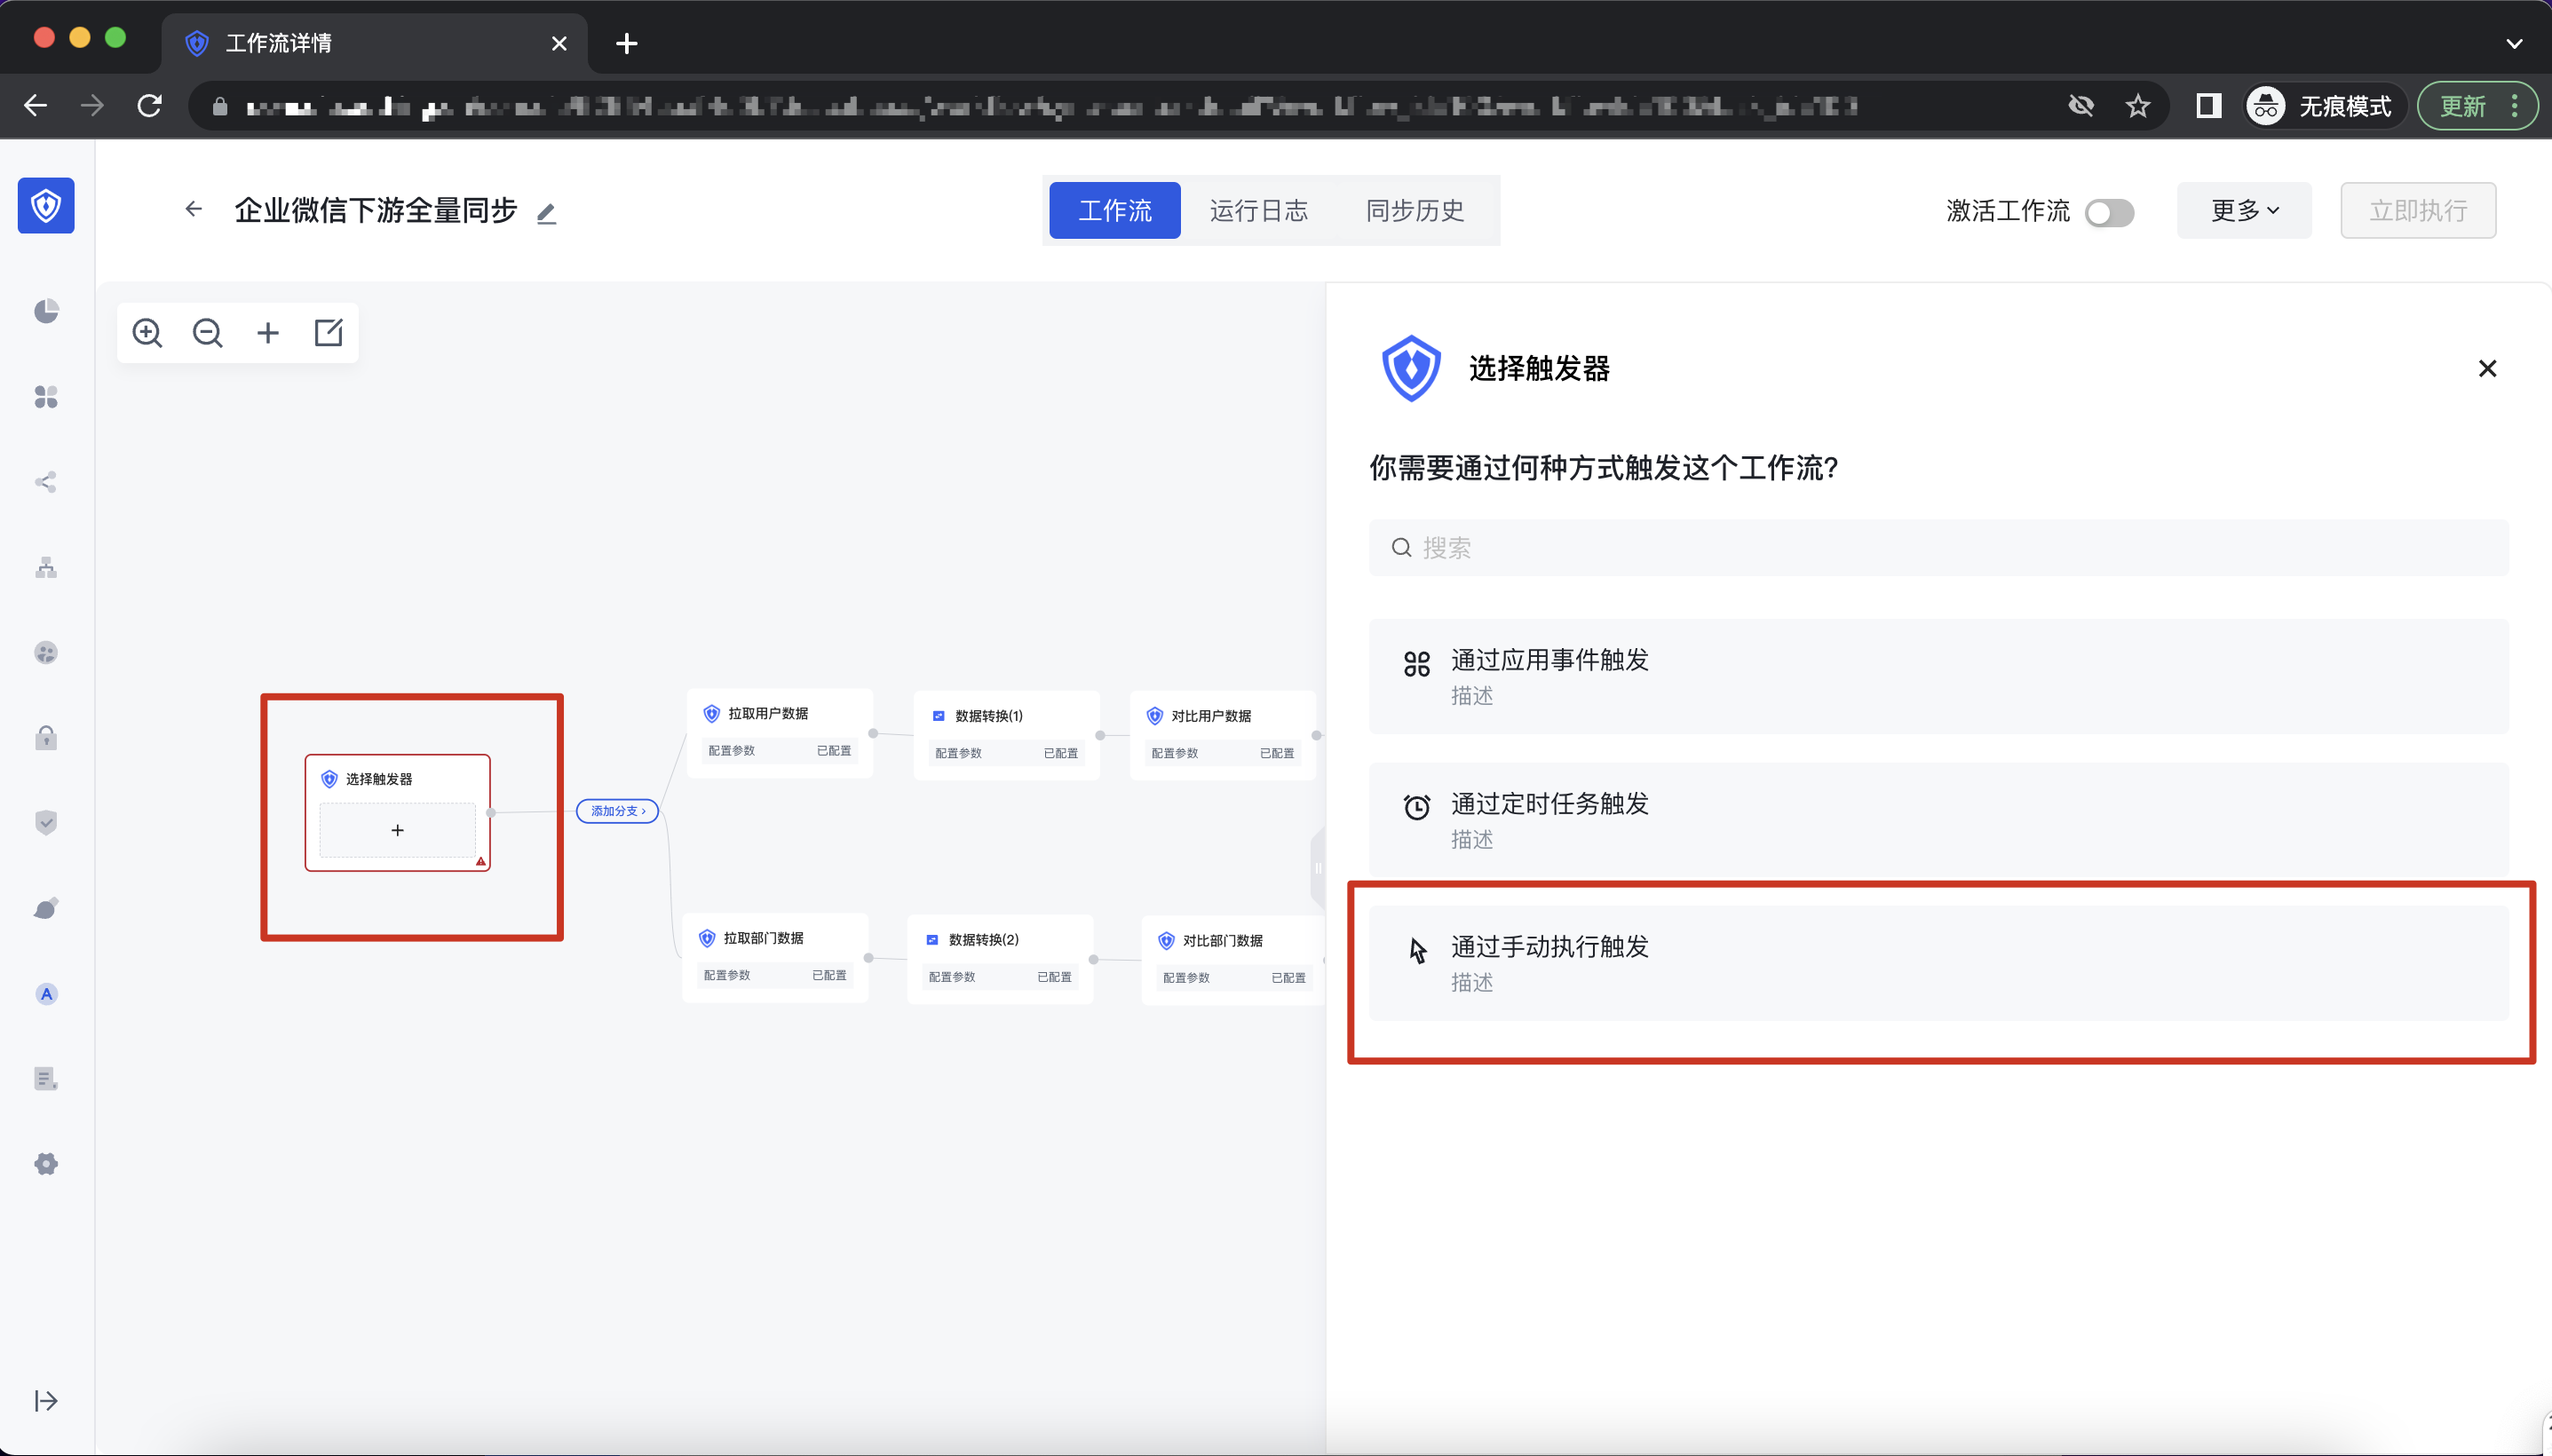 工作流详情
无痕模式
更新
企业微信下游全量同步
工作流
运行日志
同步历史
激活工作流
更多
立即执行
选择触发器
你需要通过何种方式触发这个工作流?
搜索
通过应用事件触发
描述
通过定时任务触发
描述
通过手动执行触发
描述
选择触发器
+
添加分支 ›
拉取用户数据
配置参数 已配置
数据转换(1)
配置参数 已配置
对比用户数据
配置参数 已配置
拉取部门数据
配置参数 已配置
数据转换(2)
配置参数 已配置
对比部门数据
配置参数 已配置
A